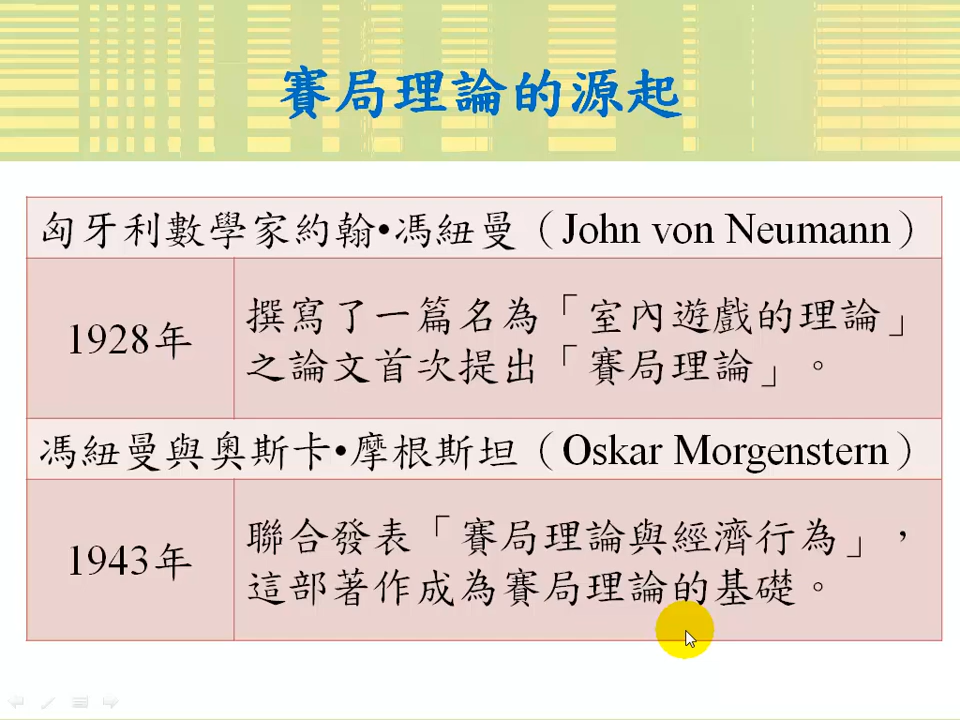 賽局理論的源起
匈牙利數學家約翰•馮紐曼（John von Neumann）
1928年
撰寫了一篇名為「室內遊戲的理論」
之論文首次提出「賽局理論」。
馮紐曼與奧斯卡•摩根斯坦（Oskar Morgenstern）
1943年
聯合發表「賽局理論與經濟行為」，
這部著作成為賽局理論的基礎。